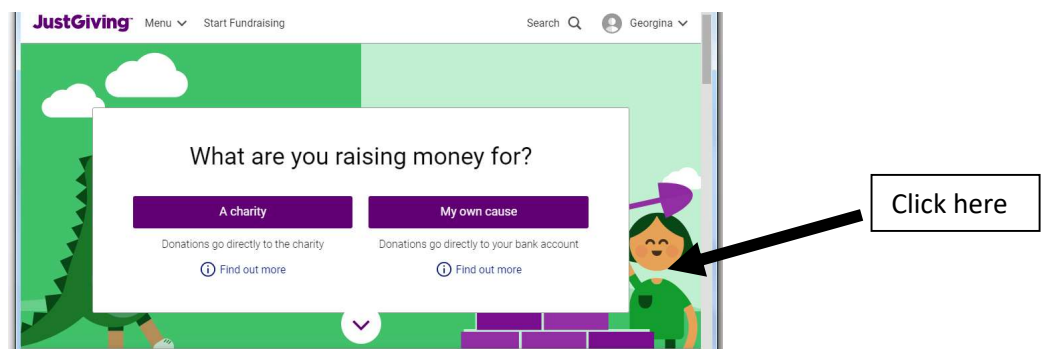 JustGiving Menu Start Fundraising Search Georgina
What are you raising money for?
A charity My own cause
Donations go directly to the charity Donations go directly to your bank account
Find out more Find out more
Click here